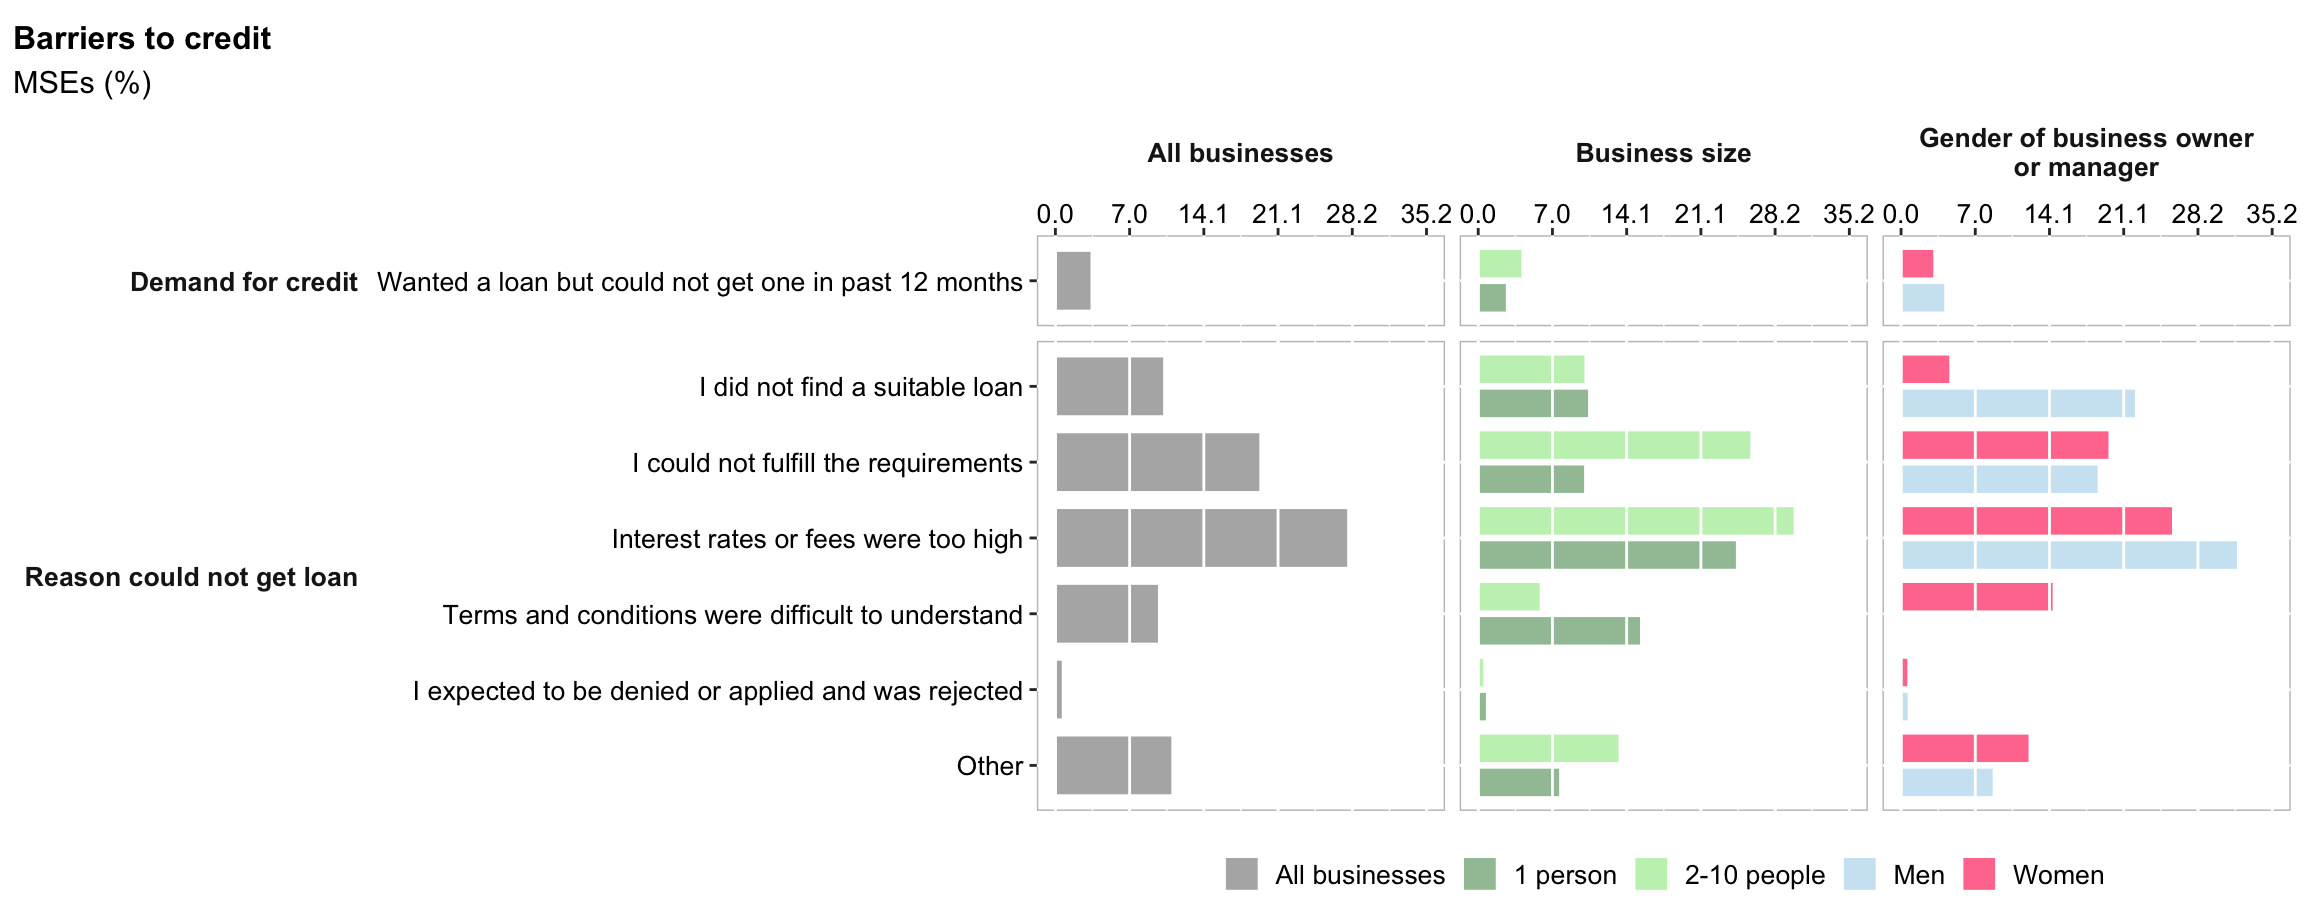 Barriers to credit
MSEs (%)
All businesses
Business size
Gender of business owner
or manager
0.0 7.0 14.1 21.1 28.2 35.2 0.0 7.0 14.1 21.1 28.2 35.2 0.0 7.0 14.1 21.1 28.2 35.2
Demand for credit Wanted a loan but could not get one in past 12 months
I did not find a suitable loan
I could not fulfill the requirements
Interest rates or fees were too high
Reason could not get loan
Terms and conditions were difficult to understand
I expected to be denied or applied and was rejected
Other
All businesses 1 person 2-10 people Men Women